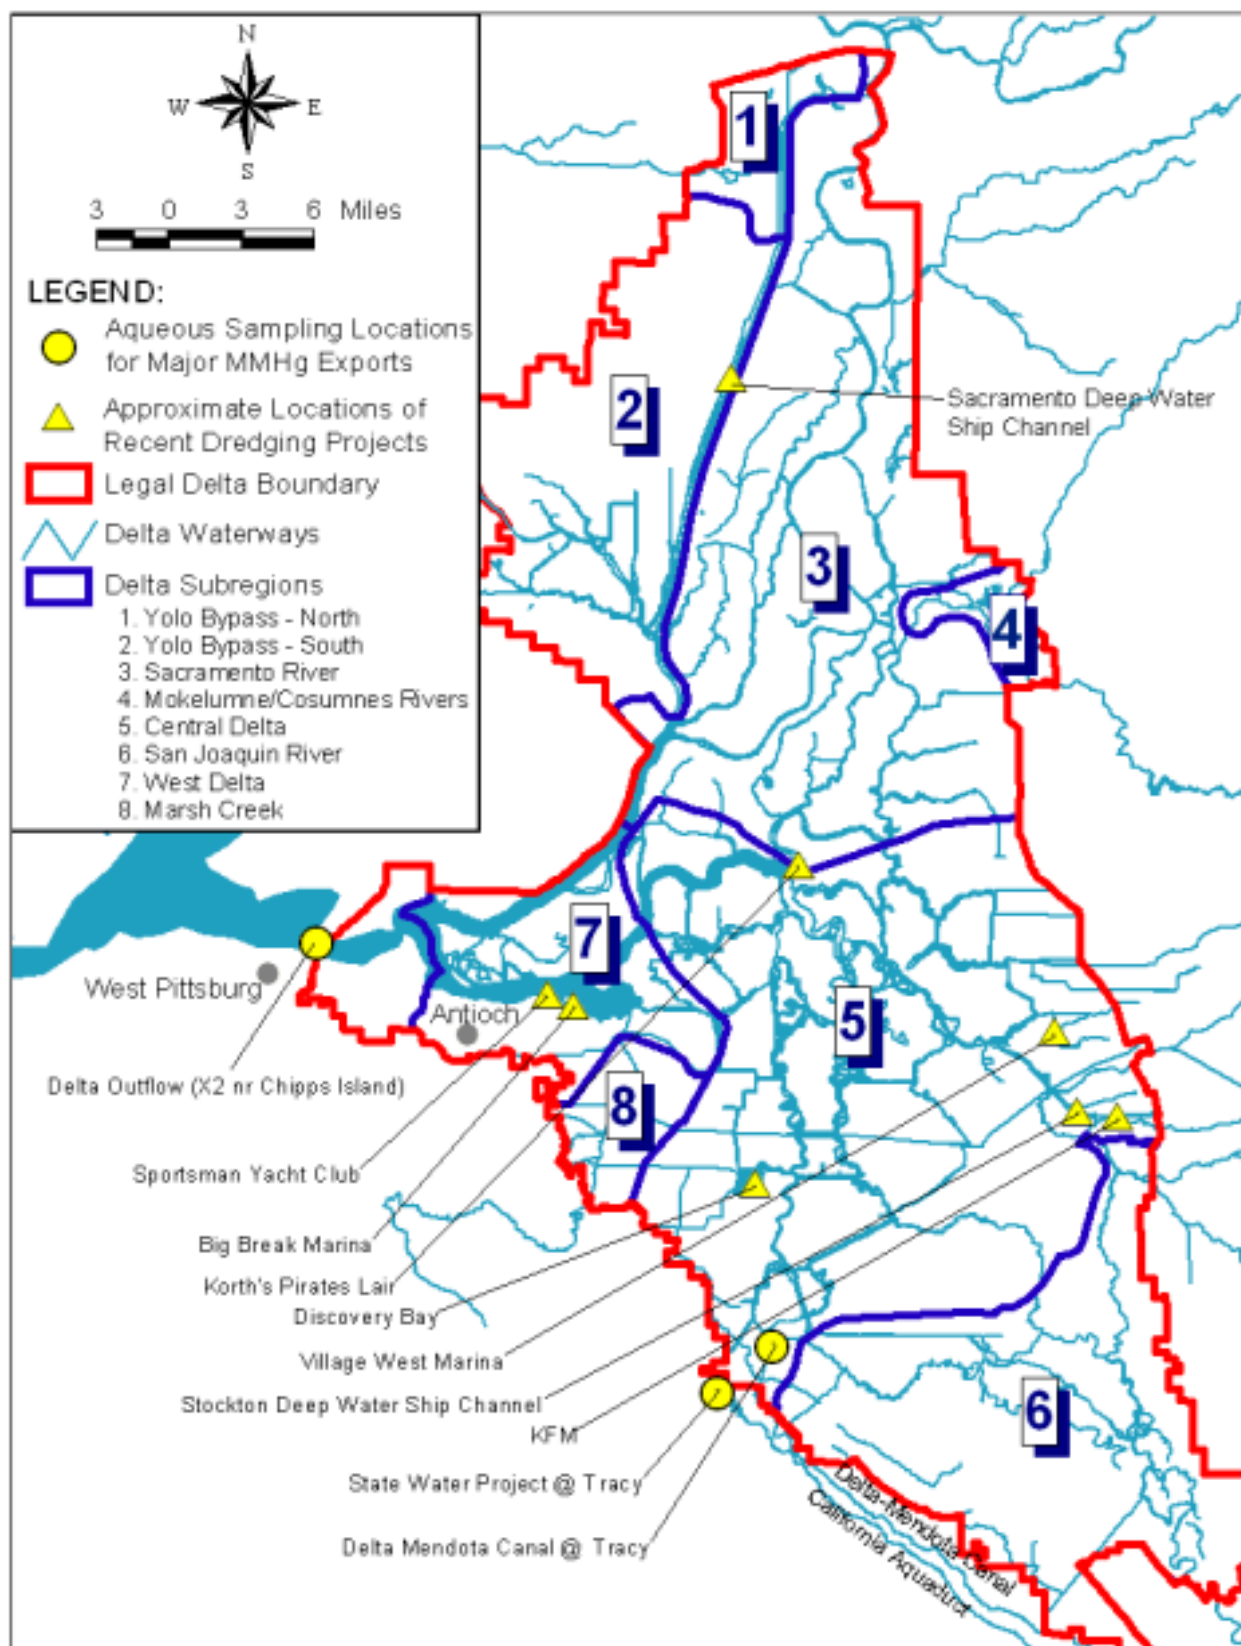 N
W E
S
3 0 3 6 Miles
LEGEND:
Aqueous Sampling Locations
for Major MMHg Exports
Approximate Locations of
Recent Dredging Projects
Legal Delta Boundary
Delta Waterways
Delta Subregions
1. Yolo Bypass - North
2. Yolo Bypass - South
3. Sacramento River
4. Mokelumne/Cosumnes Rivers
5. Central Delta
6. San Joaquin River
7. West Delta
8. Marsh Creek
1
2
Sacramento Deep Water
Ship Channel
3
4
7
West Pittsburg
Antioch
5
Delta Outflow (X2 nr Chipps Island)
8
Sportsman Yacht Club
Big Break Marina
Korth's Pirates Lair
Discovery Bay
Village West Marina
Stockton Deep Water Ship Channel
KFM
6
State Water Project @ Tracy
Delta Mendota Canal @ Tracy
Delta-Mendota Canal
California Aquaduct